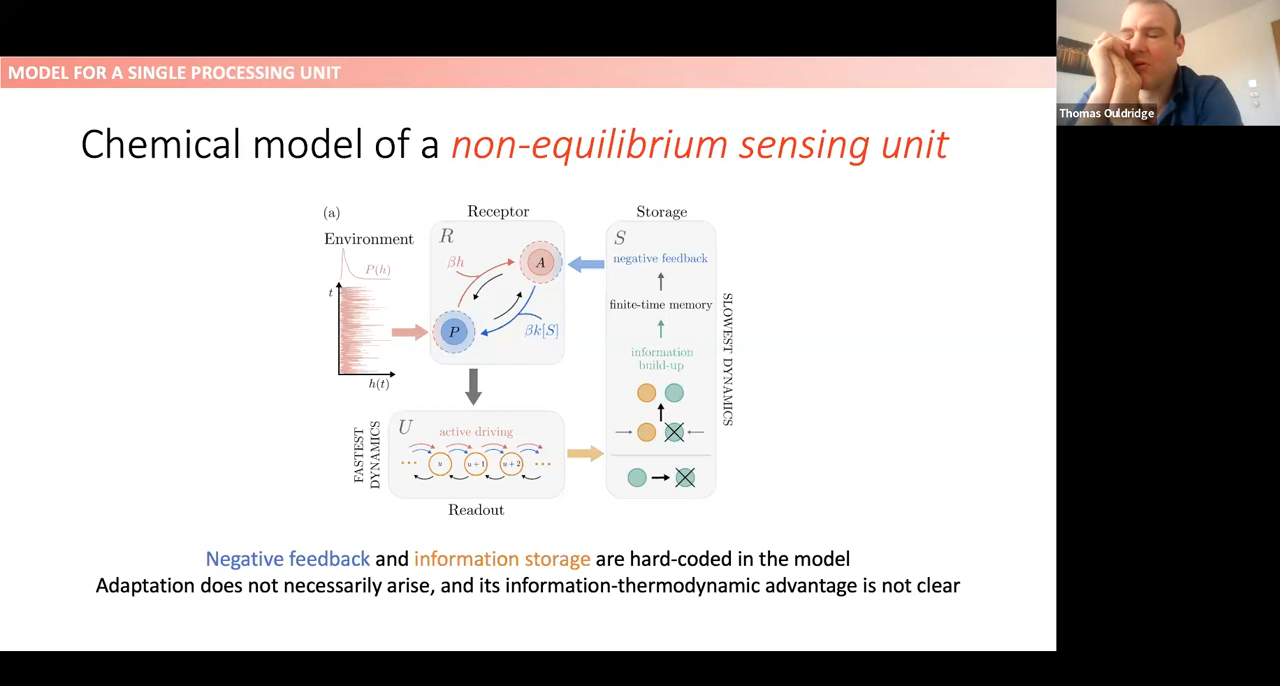 MODEL FOR A SINGLE PROCESSING UNIT
Thomas Ouldridge
Chemical model of a non-equilibrium sensing unit
(a)
Environment
P(h)
t
h(t)
Receptor
R
βh
A
P
βk[S]
Storage
S
negative feedback
finite-time memory
information
build-up
SLOWEST DYNAMICS
FASTEST
DYNAMICS
U
active driving
... u u + 1 u + 2 ...
Readout
Negative feedback and information storage are hard-coded in the model
Adaptation does not necessarily arise, and its information-thermodynamic advantage is not clear